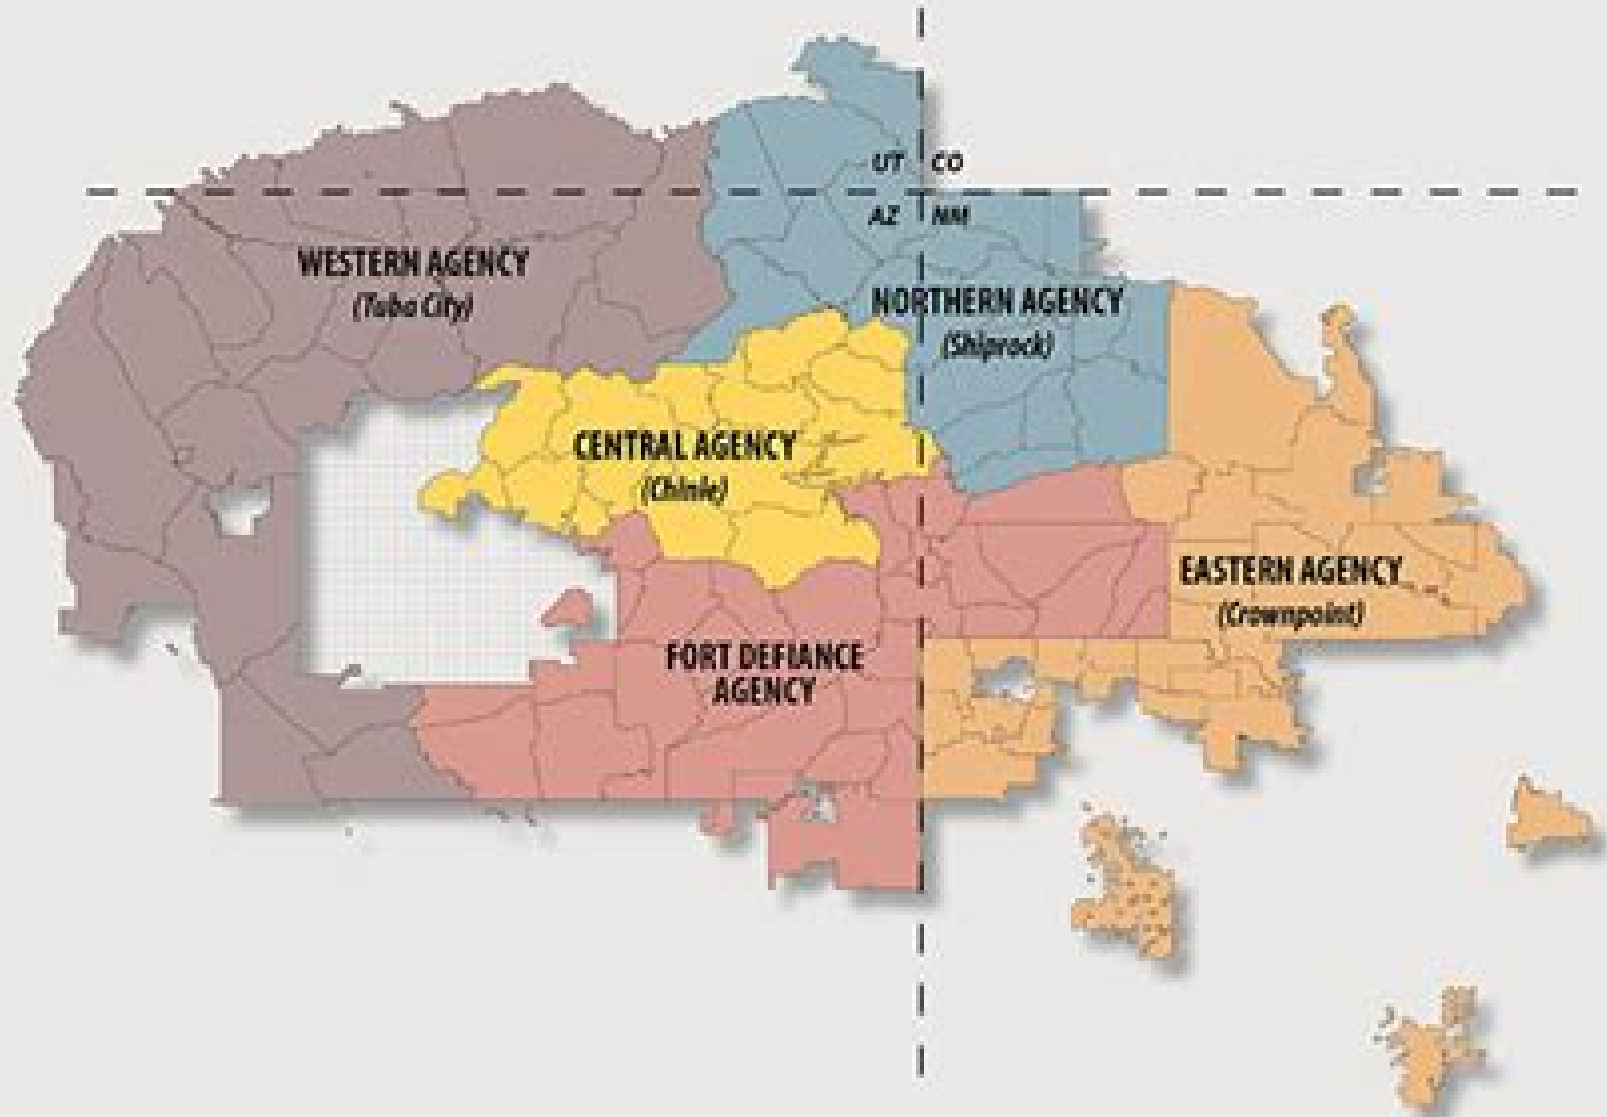 UT
CO
AZ
NM
WESTERN AGENCY
(Tuba City)
NORTHERN AGENCY
(Shiprock)
CENTRAL AGENCY
(Chinle)
EASTERN AGENCY
(Crownpoint)
FORT DEFIANCE
AGENCY